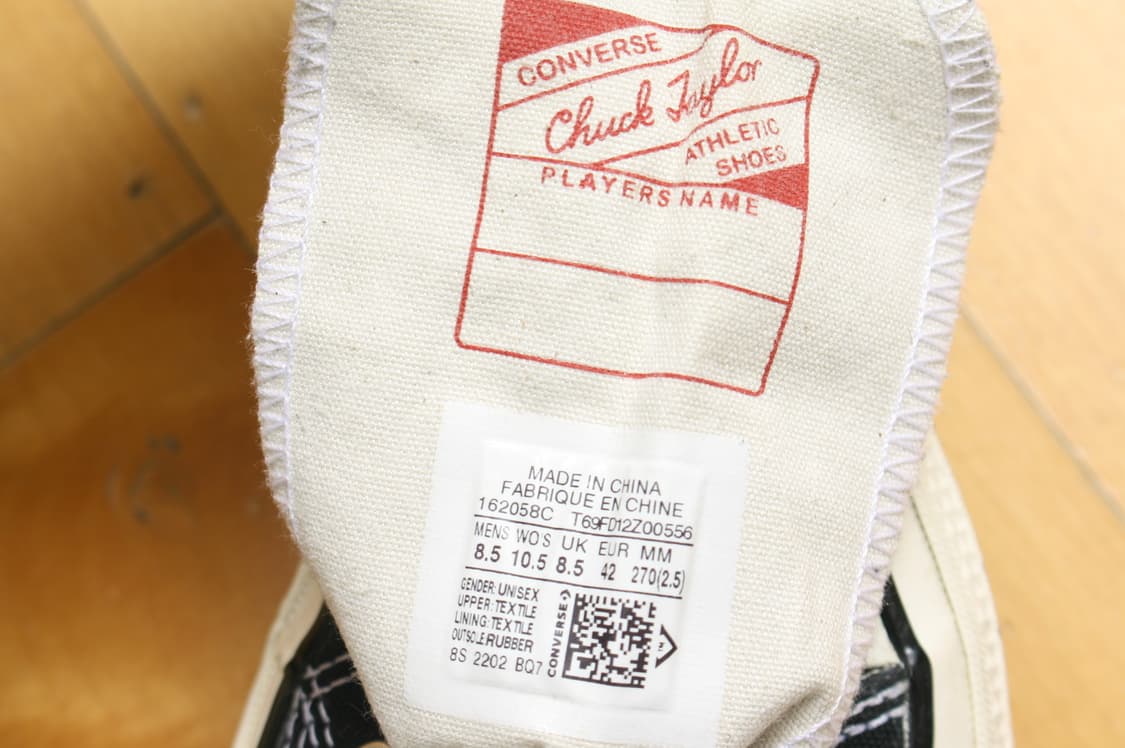 CONVERSE
Chuck Taylor
ATHLETIC
SHOES
PLAYERS NAME
MADE IN CHINA
FABRIQUE EN CHINE
162058C T69FD12Z00556
MENS WO'S UK EUR MM
8.5 10.5 8.5 42 270(2.5)
GENDER: UNISEX
UPPER: TEXTILE
LINING: TEXTILE
OUTSOLE:RUBBER
8S 2202 BQ7
CONVERSE